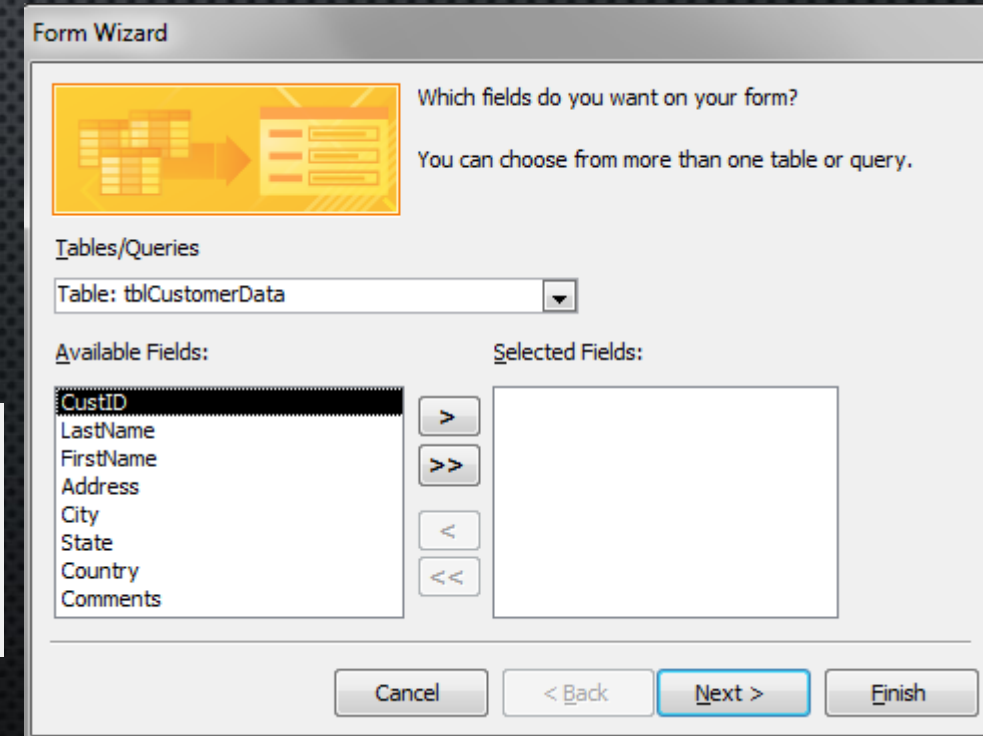 Form Wizard
Which fields do you want on your form?
You can choose from more than one table or query.
Tables/Queries
Table: tblCustomerData
Available Fields:
Selected Fields:
CustID
LastName
FirstName
Address
City
State
Country
Comments
>
>>
<
<<
Cancel
< Back
Next >
Finish